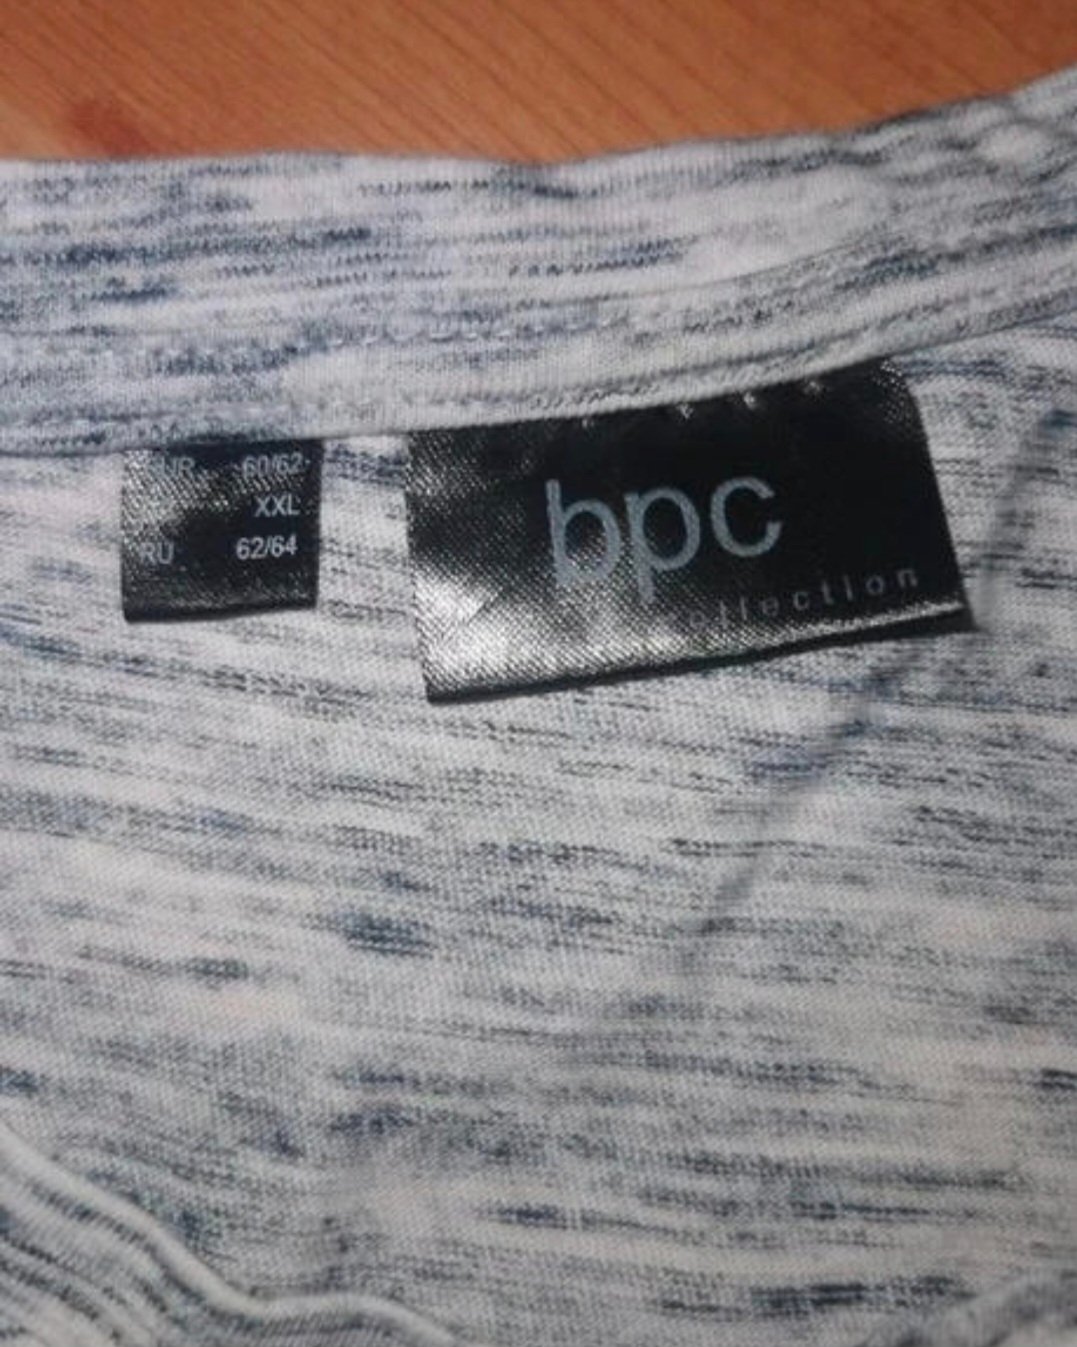 EUR 60/62
XXL
RU 62/64
bpc
collection